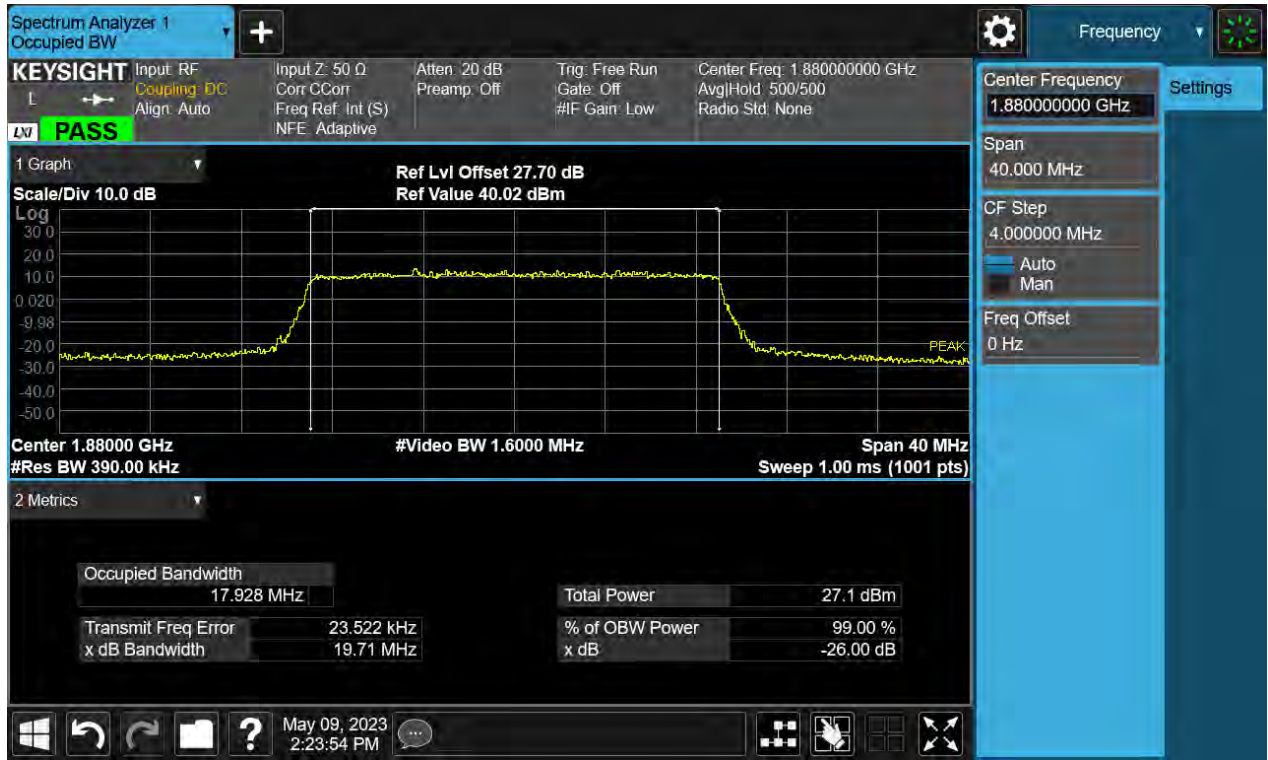 Spectrum Analyzer 1
Occupied BW
+
Frequency
KEYSIGHT
L
LXI
PASS
Input: RF
Coupling: DC
Align: Auto
Input Z: 50 Ω
Corr CCorr
Freq Ref: Int (S)
NFE: Adaptive
Atten: 20 dB
Preamp: Off
Trig: Free Run
Gate: Off
#IF Gain: Low
Center Freq: 1.880000000 GHz
Avg|Hold: 500/500
Radio Std: None
Center Frequency
1.880000000 GHz
Settings
Span
40.000 MHz
CF Step
4.000000 MHz
Auto
Man
Freq Offset
0 Hz
1 Graph
Scale/Div 10.0 dB
Ref Lvl Offset 27.70 dB
Ref Value 40.02 dBm
Log
30.0
20.0
10.0
0.020
-9.98
-20.0
-30.0
-40.0
-50.0
PEAK
Center 1.88000 GHz
#Video BW 1.6000 MHz
Span 40 MHz
#Res BW 390.00 kHz
Sweep 1.00 ms (1001 pts)
2 Metrics
Occupied Bandwidth
17.928 MHz
Total Power 27.1 dBm
Transmit Freq Error 23.522 kHz
% of OBW Power 99.00 %
x dB Bandwidth 19.71 MHz
x dB -26.00 dB
?
May 09, 2023
2:23:54 PM